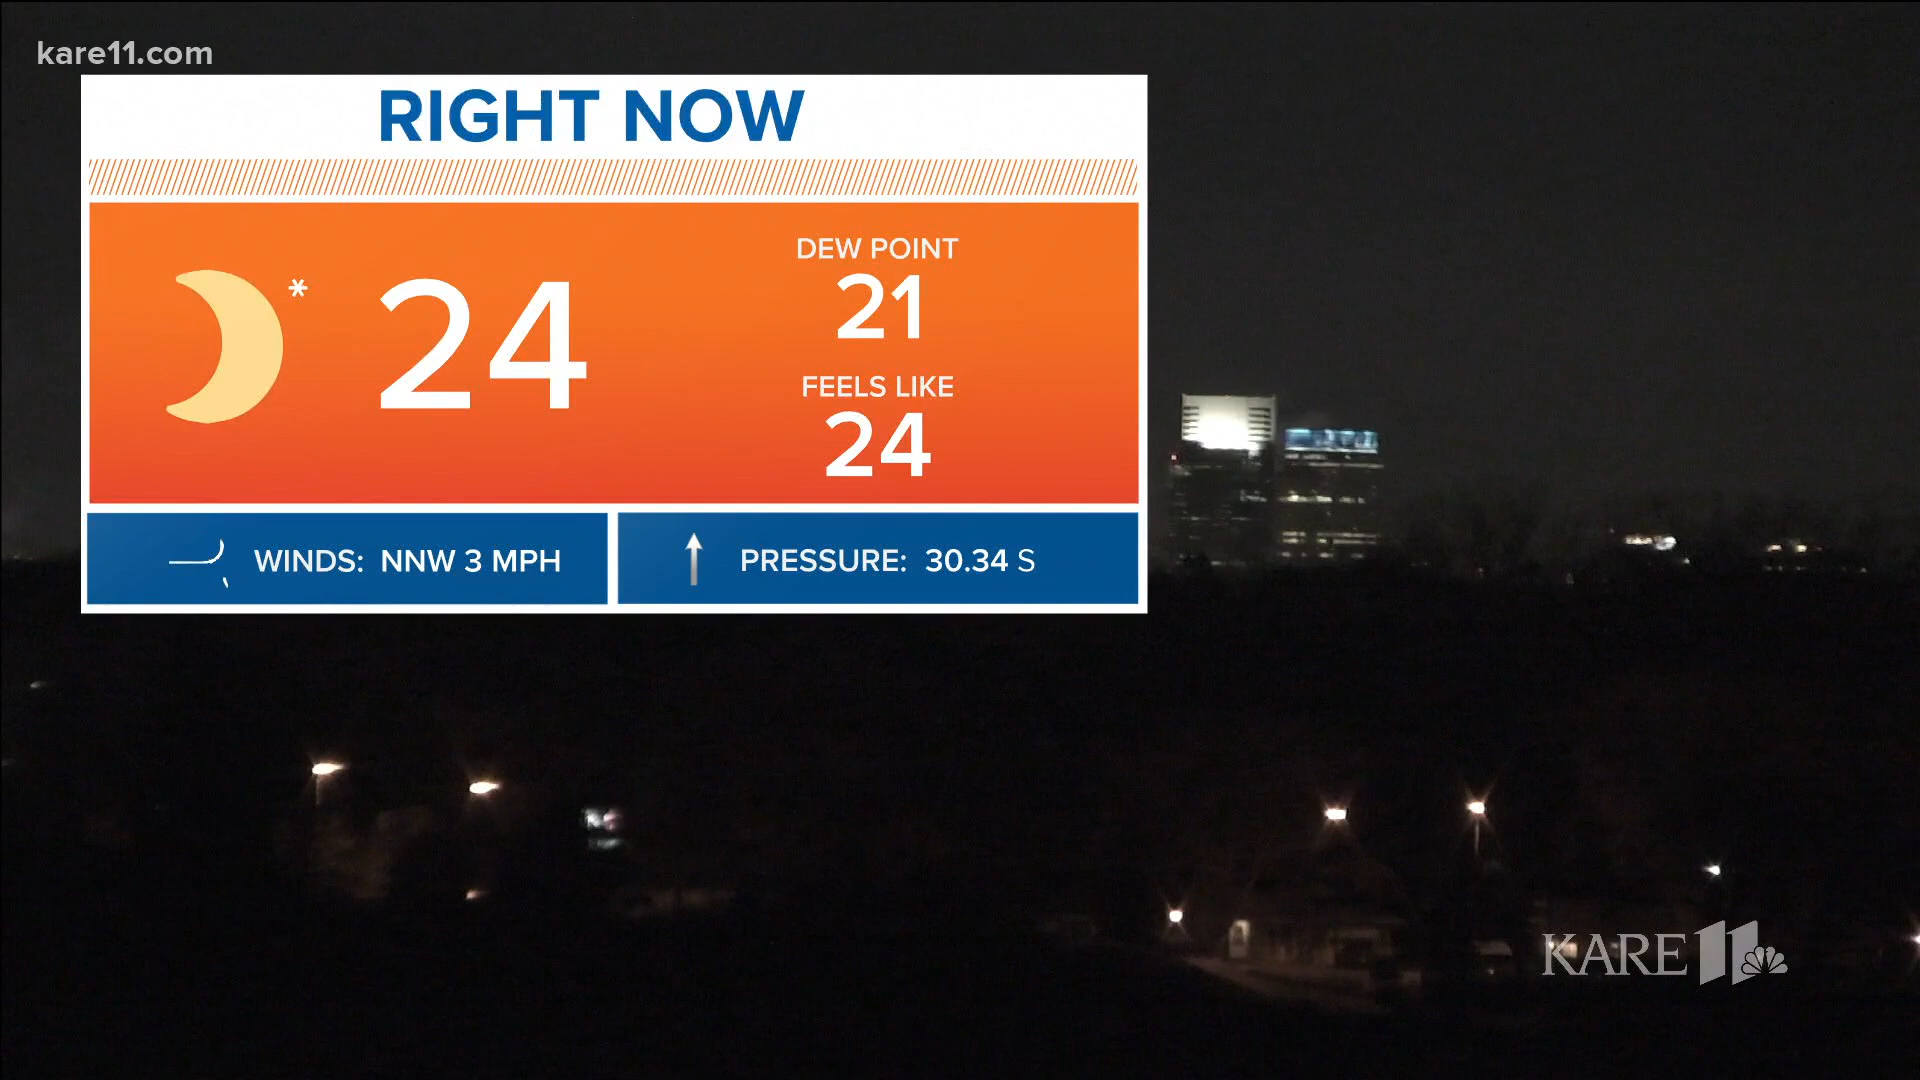 kare11.com
RIGHT NOW
*
24
DEW POINT
21
FEELS LIKE
24
WINDS: NNW 3 MPH
PRESSURE: 30.34 S
KARE 11